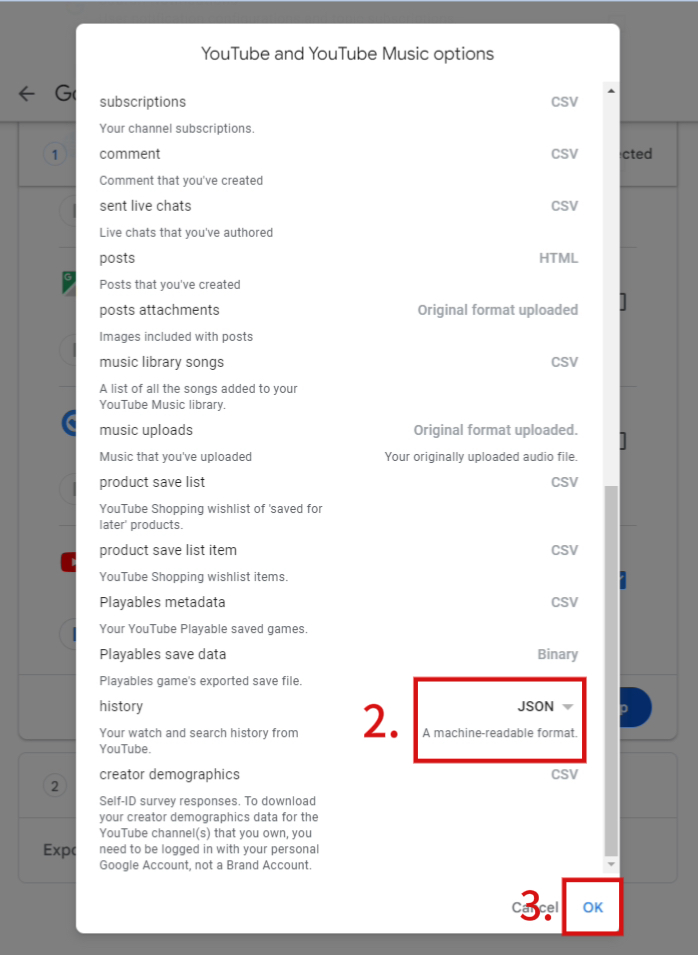 YouTube and YouTube Music options
subscriptions CSV
Your channel subscriptions.
1
comment CSV
Comment that you've created
sent live chats CSV
Live chats that you've authored
posts HTML
Posts that you've created
posts attachments Original format uploaded
Images included with posts
music library songs CSV
A list of all the songs added to your
YouTube Music library.
music uploads Original format uploaded.
Music that you've uploaded Your originally uploaded audio file.
product save list CSV
YouTube Shopping wishlist of 'saved for
later' products.
product save list item CSV
YouTube Shopping wishlist items.
Playables metadata CSV
Your YouTube Playable saved games.
Playables save data Binary
Playables game's exported save file.
history 2. JSON
Your watch and search history from A machine-readable format.
YouTube.
creator demographics CSV
2
Self-ID survey responses. To download
your creator demographics data for the
YouTube channel(s) that you own, you
need to be logged in with your personal
Google Account, not a Brand Account.
Cancel 3. OK